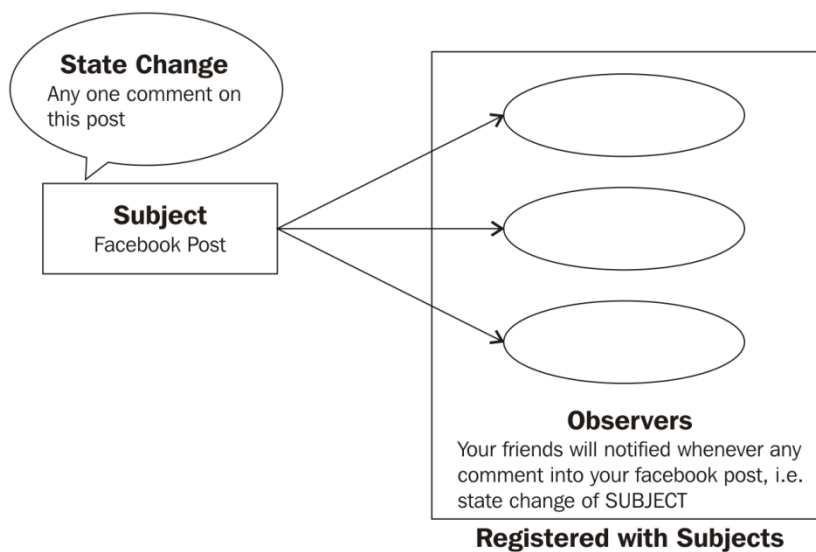 State Change
Any one comment on
this post
Subject
Facebook Post
Observers
Your friends will notified whenever any
comment into your facebook post, i.e.
state change of SUBJECT
Registered with Subjects